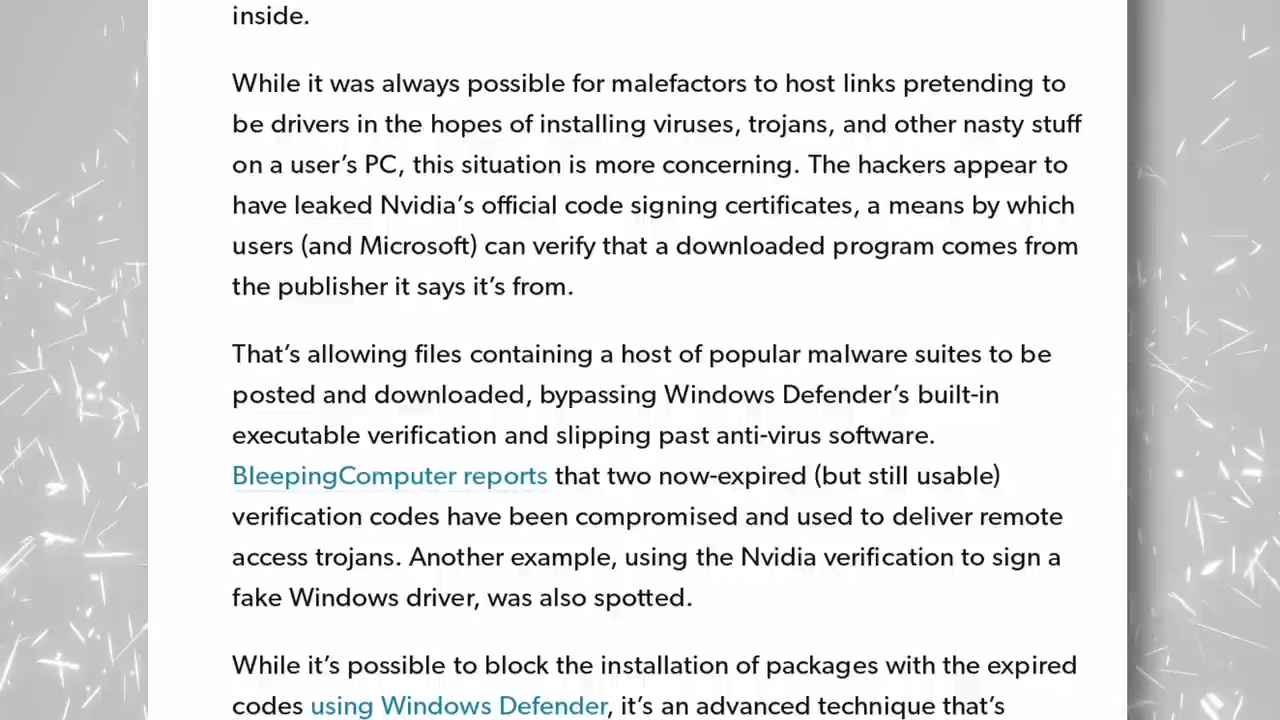 inside.
While it was always possible for malefactors to host links pretending to
be drivers in the hopes of installing viruses, trojans, and other nasty stuff
on a user’s PC, this situation is more concerning. The hackers appear to
have leaked Nvidia’s official code signing certificates, a means by which
users (and Microsoft) can verify that a downloaded program comes from
the publisher it says it’s from.
That’s allowing files containing a host of popular malware suites to be
posted and downloaded, bypassing Windows Defender’s built-in
executable verification and slipping past anti-virus software.
BleepingComputer reports that two now-expired (but still usable)
verification codes have been compromised and used to deliver remote
access trojans. Another example, using the Nvidia verification to sign a
fake Windows driver, was also spotted.
While it’s possible to block the installation of packages with the expired
codes using Windows Defender, it’s an advanced technique that’s